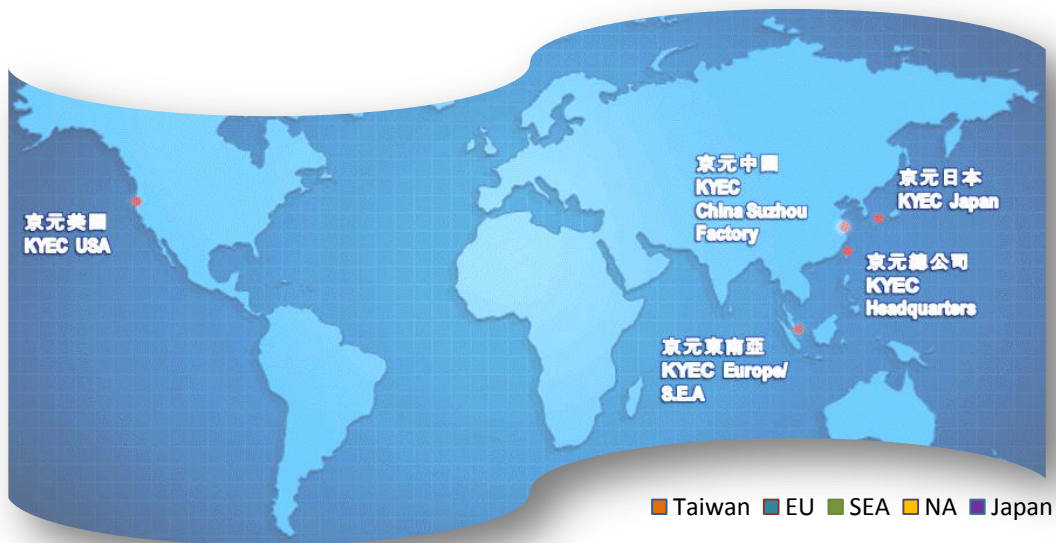 京元美國
KYEC USA
京元中國
KYEC
China Suzhou
Factory
京元日本
KYEC Japan
京元總公司
KYEC
Headquarters
京元東南亞
KYEC Europe/
S.E.A
Taiwan EU SEA NA Japan